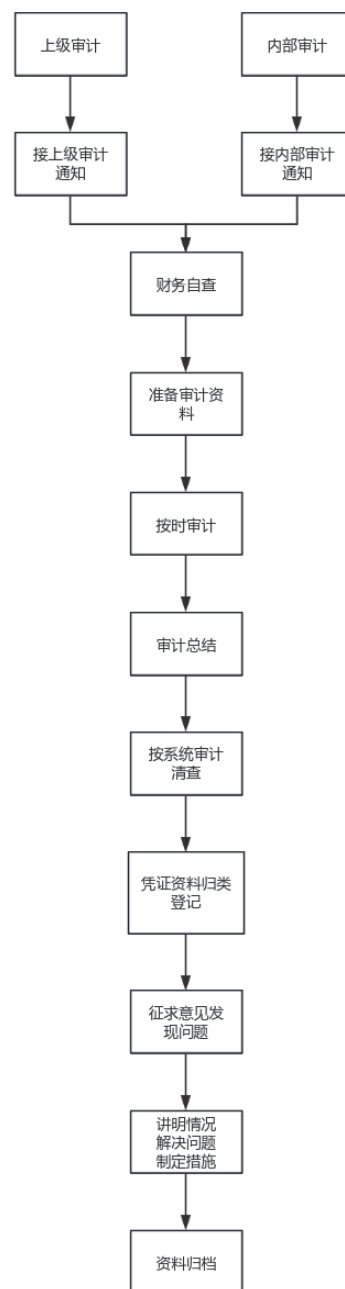 上级审计
内部审计
接上级审计
通知
接内部审计
通知
财务自查
准备审计资
料
按时审计
审计总结
按系统审计
清查
凭证资料归类
登记
征求意见发
现问题
讲明情况
解决问题
制定措施
资料归档